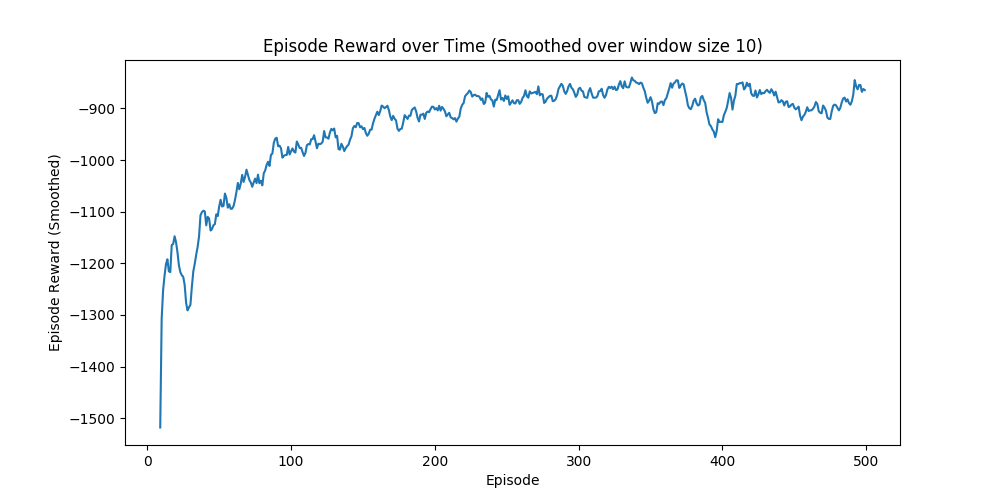 Episode Reward over Time (Smoothed over window size 10)
Episode Reward (Smoothed)
−900
−1000
−1100
−1200
−1300
−1400
−1500
0 100 200 300 400 500
Episode